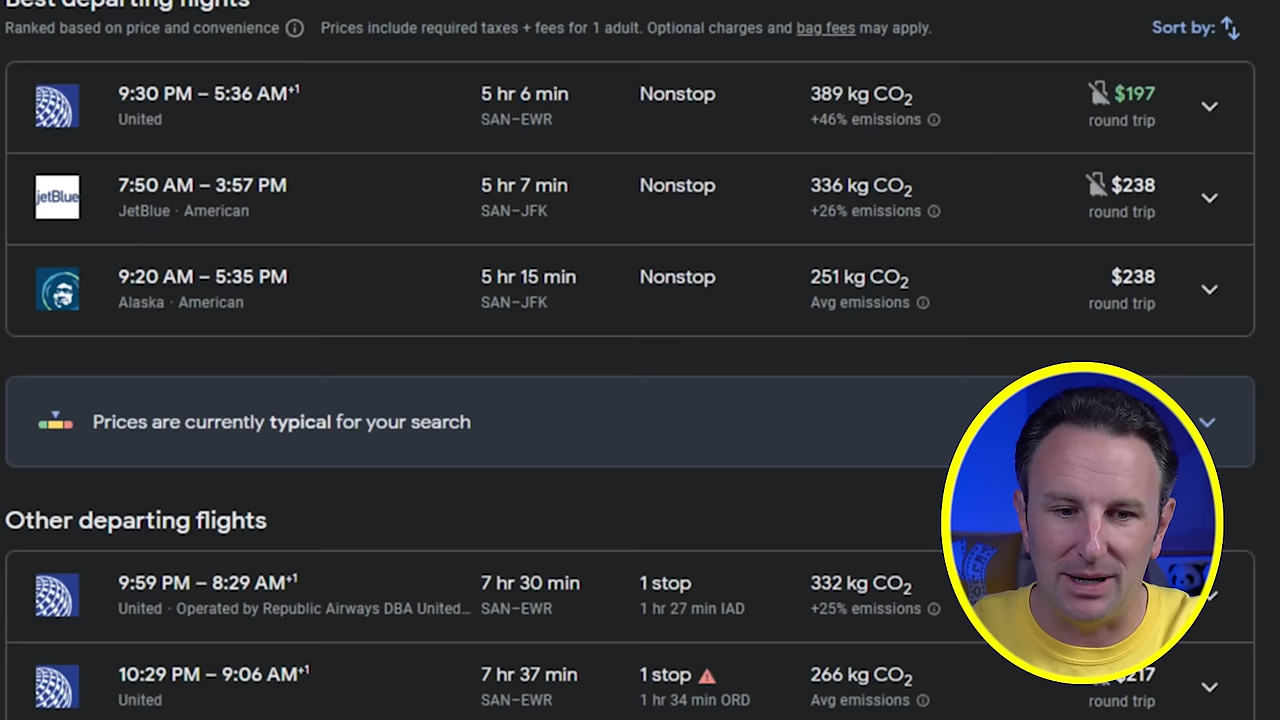 Best departing flights
Ranked based on price and convenience Prices include required taxes + fees for 1 adult. Optional charges and bag fees may apply. Sort by:
9:30 PM – 5:36 AM+1 5 hr 6 min Nonstop 389 kg CO2 $197
United SAN–EWR +46% emissions round trip
7:50 AM – 3:57 PM 5 hr 7 min Nonstop 336 kg CO2 $238
jetBlue
JetBlue · American SAN–JFK +26% emissions round trip
9:20 AM – 5:35 PM 5 hr 15 min Nonstop 251 kg CO2 $238
Alaska · American SAN–JFK Avg emissions round trip
Prices are currently typical for your search
Other departing flights
9:59 PM – 8:29 AM+1 7 hr 30 min 1 stop 332 kg CO2
United · Operated by Republic Airways DBA United... SAN–EWR 1 hr 27 min IAD +25% emissions
10:29 PM – 9:06 AM+1 7 hr 37 min 1 stop 266 kg CO2 $217
United SAN–EWR 1 hr 34 min ORD Avg emissions round trip